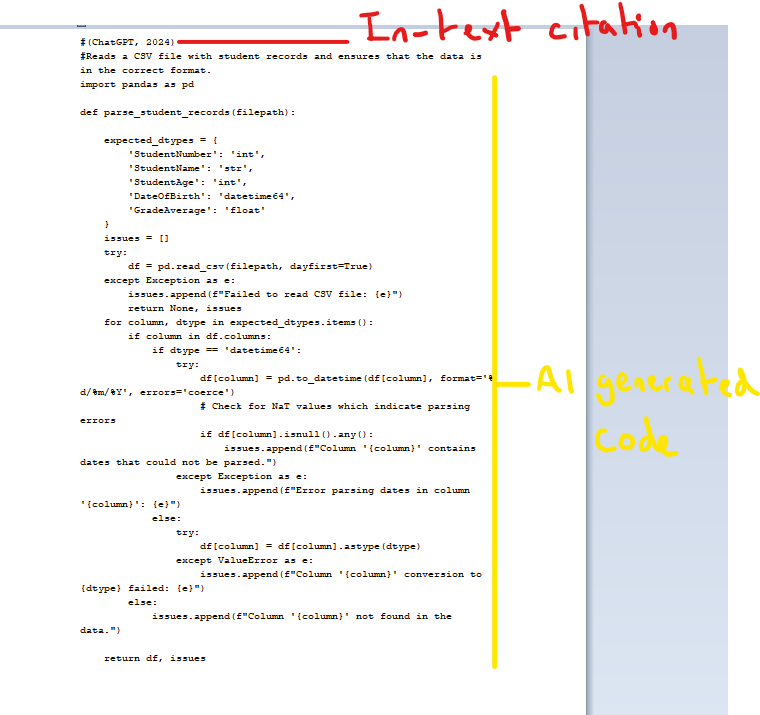 In-text citation
#(ChatGPT, 2024)
#Reads a CSV file with student records and ensures that the data is
in the correct format.
import pandas as pd
def parse_student_records(filepath):
    expected_dtypes = {
        'StudentNumber': 'int',
        'StudentName': 'str',
        'StudentAge': 'int',
        'DateOfBirth': 'datetime64',
        'GradeAverage': 'float'
    }
    issues = []
    try:
        df = pd.read_csv(filepath, dayfirst=True)
    except Exception as e:
        issues.append(f"Failed to read CSV file: {e}")
        return None, issues
    for column, dtype in expected_dtypes.items():
        if column in df.columns:
            if dtype == 'datetime64':
                try:
                    df[column] = pd.to_datetime(df[column], format='%
d/%m/%Y', errors='coerce')
                    # Check for NaT values which indicate parsing
errors
                    if df[column].isnull().any():
                        issues.append(f"Column '{column}' contains
dates that could not be parsed.")
                except Exception as e:
                    issues.append(f"Error parsing dates in column
'{column}': {e}")
            else:
                try:
                    df[column] = df[column].astype(dtype)
                except ValueError as e:
                    issues.append(f"Column '{column}' conversion to
{dtype} failed: {e}")
        else:
            issues.append(f"Column '{column}' not found in the
data.")
    return df, issues
AI generated
code